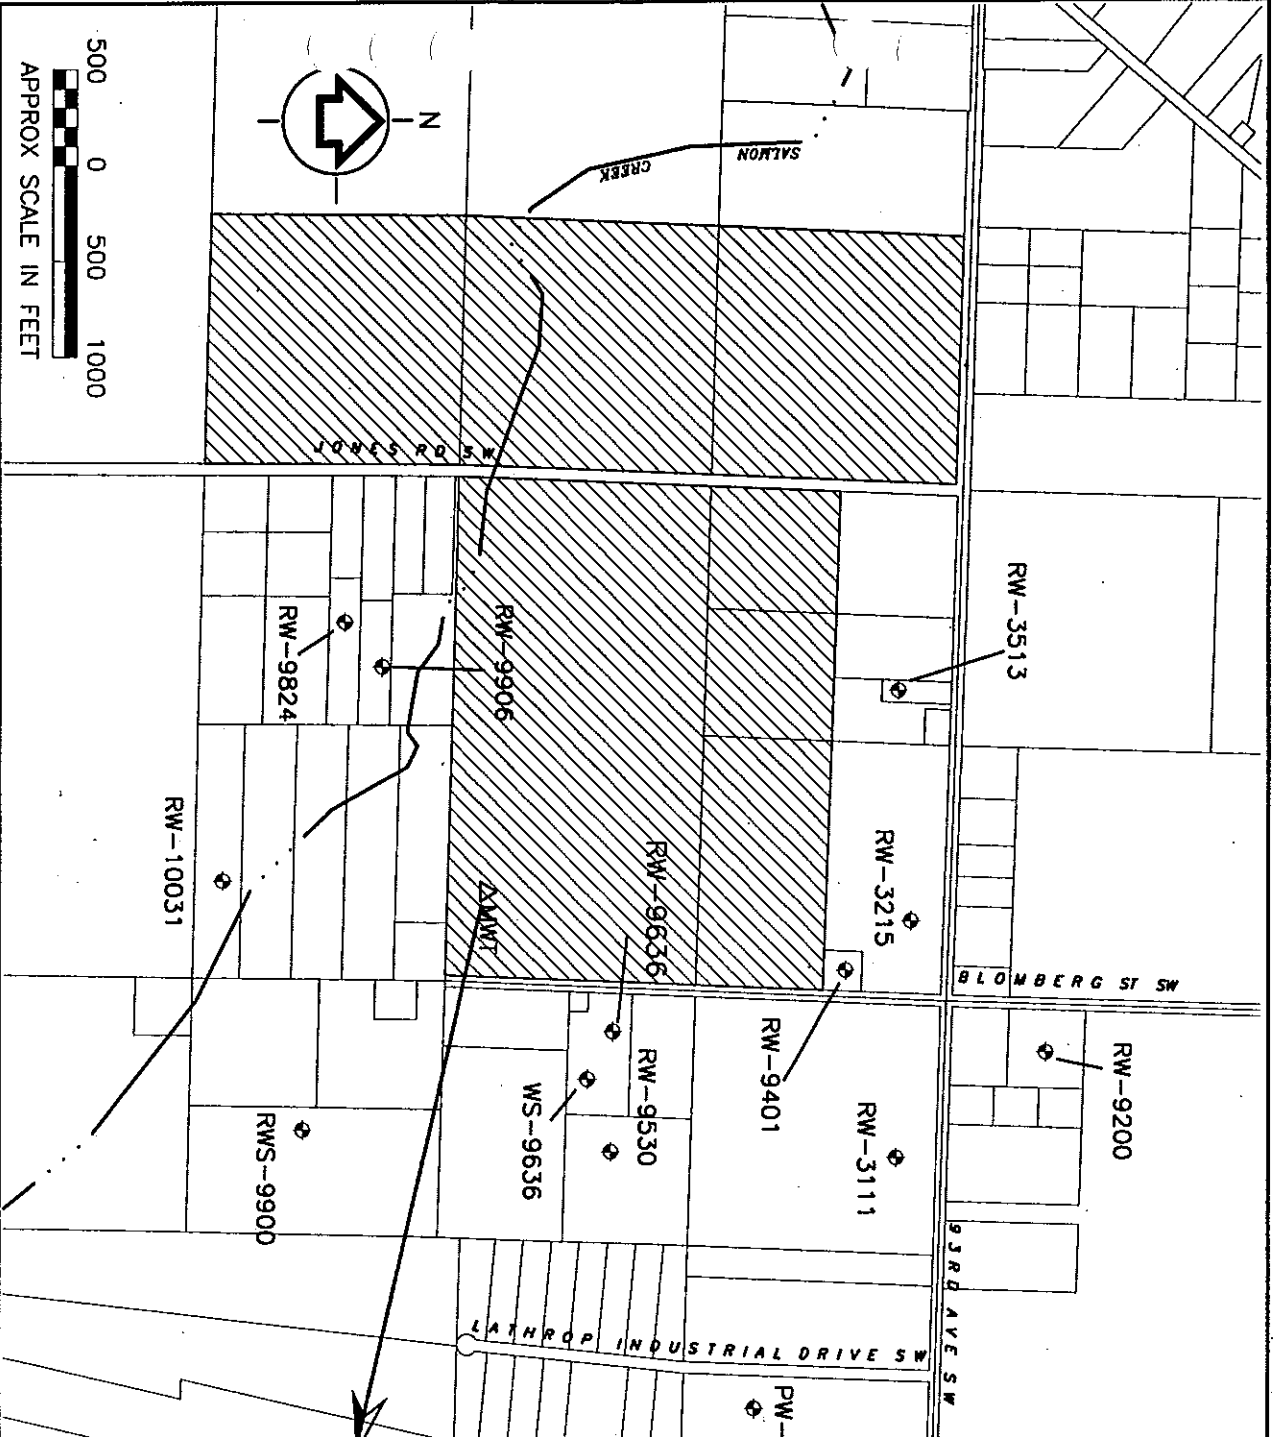 N
500 0 500 1000
APPROX SCALE IN FEET
SALMON
CREEK
JONES RD SW
RW-3513
RW-9906
RW-9824
RW-10031
RW-3215
RW-9636
MWT
BLOMBERG ST SW
RW-9401
RW-9200
RW-3111
RW-9530
WS-9636
RWS-9900
93RD AVE SW
LATHROP INDUSTRIAL DRIVE SW
PW-